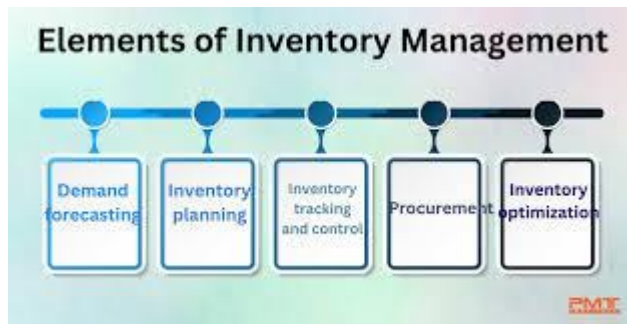 Elements of Inventory Management
Demand
forecasting
Inventory
planning
Inventory
tracking
and control
Procurement
Inventory
optimization
PMT